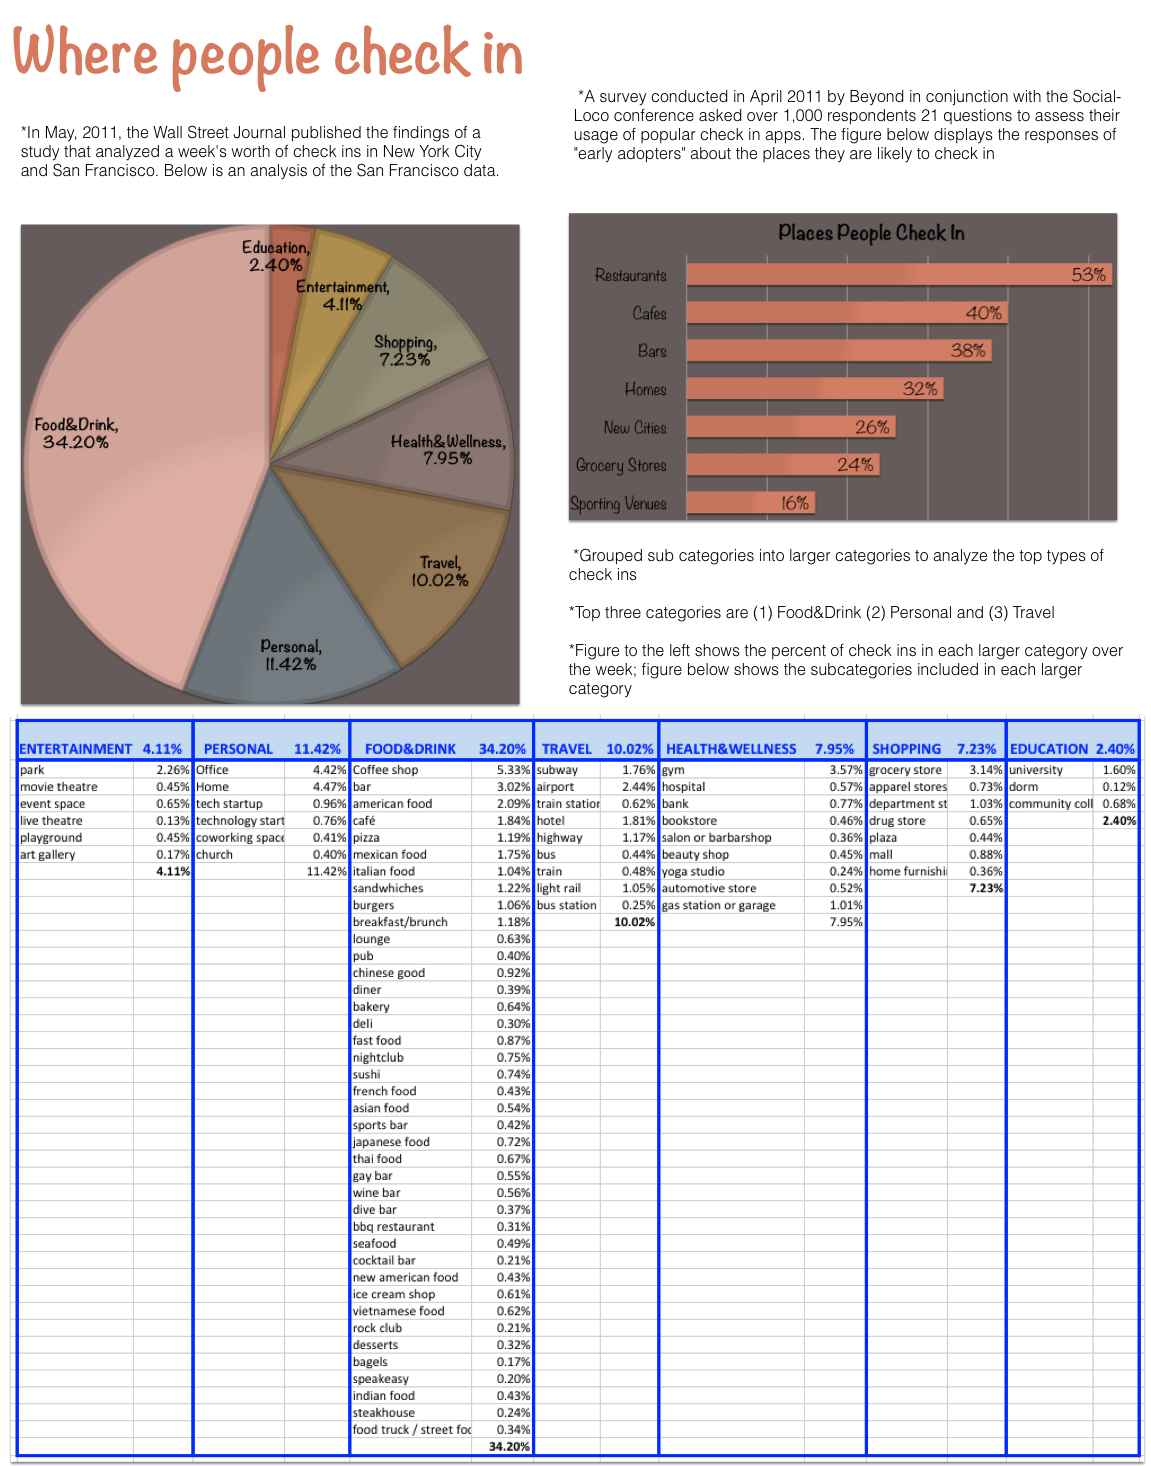 Where people check in
*In May, 2011, the Wall Street Journal published the findings of a
study that analyzed a week's worth of check ins in New York City
and San Francisco. Below is an analysis of the San Francisco data.
*A survey conducted in April 2011 by Beyond in conjunction with the Social-
Loco conference asked over 1,000 respondents 21 questions to assess their
usage of popular check in apps. The figure below displays the responses of
"early adopters" about the places they are likely to check in
Education,
2.40%
Entertainment,
4.11%
Shopping,
7.23%
Health&Wellness,
7.95%
Food&Drink,
34.20%
Travel,
10.02%
Personal,
11.42%
Places People Check In
Restaurants 53%
Cafes 40%
Bars 38%
Homes 32%
New Cities 26%
Grocery Stores 24%
Sporting Venues 16%
*Grouped sub categories into larger categories to analyze the top types of
check ins
*Top three categories are (1) Food&Drink (2) Personal and (3) Travel
*Figure to the left shows the percent of check ins in each larger category over
the week; figure below shows the subcategories included in each larger
category
ENTERTAINMENT 4.11% PERSONAL 11.42% FOOD&DRINK 34.20% TRAVEL 10.02% HEALTH&WELLNESS 7.95% SHOPPING 7.23% EDUCATION 2.40%
park 2.26% Office 4.42% Coffee shop 5.33% subway 1.76% gym 3.57% grocery store 3.14% university 1.60%
movie theatre 0.45% Home 4.47% bar 3.02% airport 2.44% hospital 0.57% apparel stores 0.73% dorm 0.12%
event space 0.65% tech startup 0.96% american food 2.09% train station 0.62% bank 0.77% department st 1.03% community coll 0.68%
live theatre 0.13% technology start 0.76% café 1.84% hotel 1.81% bookstore 0.46% drug store 0.65% 2.40%
playground 0.45% coworking space 0.41% pizza 1.19% highway 1.17% salon or barbarshop 0.36% plaza 0.44%
art gallery 0.17% church 0.40% mexican food 1.75% bus 0.44% beauty shop 0.45% mall 0.88%
4.11% 11.42% italian food 1.04% train 0.48% yoga studio 0.24% home furnishi 0.36%
sandwhiches 1.22% light rail 1.05% automotive store 0.52% 7.23%
burgers 1.06% bus station 0.25% gas station or garage 1.01%
breakfast/brunch 1.18% 10.02% 7.95%
lounge 0.63%
pub 0.40%
chinese good 0.92%
diner 0.39%
bakery 0.64%
deli 0.30%
fast food 0.87%
nightclub 0.75%
sushi 0.74%
french food 0.43%
asian food 0.54%
sports bar 0.42%
japanese food 0.72%
thai food 0.67%
gay bar 0.55%
wine bar 0.56%
dive bar 0.37%
bbq restaurant 0.31%
seafood 0.49%
cocktail bar 0.21%
new american food 0.43%
ice cream shop 0.61%
vietnamese food 0.62%
rock club 0.21%
desserts 0.32%
bagels 0.17%
speakeasy 0.20%
indian food 0.43%
steakhouse 0.24%
food truck / street foo 0.34%
34.20%